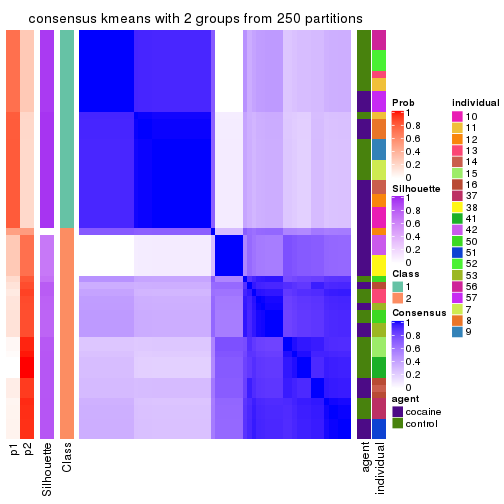 consensus kmeans with 2 groups from 250 partitions
p1
p2
Silhouette
Class
agent
individual
Prob
1
0.8
0.6
0.4
0.2
0
Silhouette
1
0.8
0.6
0.4
0.2
0
Class
1
2
Consensus
1
0.8
0.6
0.4
0.2
0
agent
cocaine
control
individual
10
11
12
13
14
15
16
37
38
41
42
50
51
52
53
56
57
7
8
9